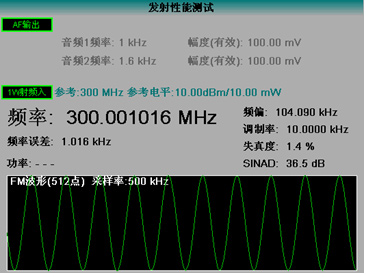 发射性能测试
AF输出
音频1频率: 1 kHz 幅度(有效): 100.00 mV
音频2频率: 1.6 kHz 幅度(有效): 100.00 mV
1W射频入 参考:300 MHz 参考电平:10.00dBm/10.00 mW
频率: 300.001016 MHz
频偏: 104.090 kHz
调制率: 10.0000 kHz
频率误差: 1.016 kHz
失真度: 1.4 %
功率: - - -
SINAD: 36.5 dB
FM波形(512点) 采样率:500 kHz